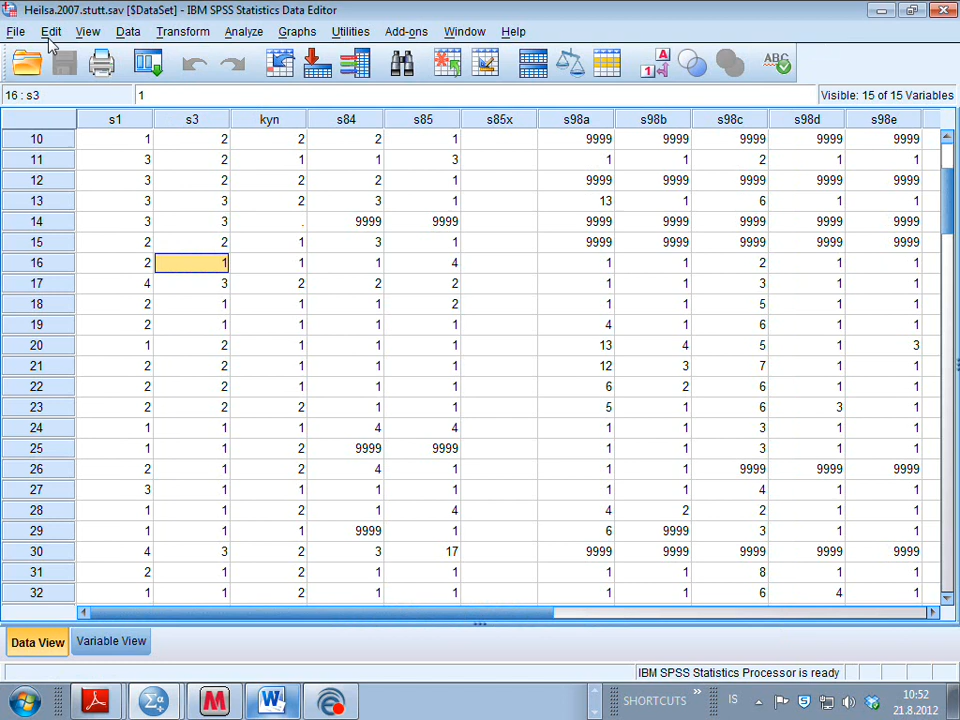 Heilsa.2007.stutt.sav [$DataSet] - IBM SPSS Statistics Data Editor
File Edit View Data Transform Analyze Graphs Utilities Add-ons Window Help
1 A ABC
16 : s3 1 Visible: 15 of 15 Variables
s1 s3 kyn s84 s85 s85x s98a s98b s98c s98d s98e
10 1 2 2 2 1 9999 9999 9999 9999 9999
11 3 2 1 1 3 1 1 2 1 1
12 3 2 2 2 1 9999 9999 9999 9999 9999
13 3 3 2 3 1 13 1 6 1 1
14 3 3 . 9999 9999 9999 9999 9999 9999 9999
15 2 2 1 3 1 9999 9999 9999 9999 9999
16 2 1 1 1 4 1 1 2 1 1
17 4 3 2 2 2 1 1 3 1 1
18 2 1 1 1 2 1 1 5 1 1
19 2 1 1 1 1 4 1 6 1 1
20 1 2 1 1 1 13 4 5 1 3
21 2 2 1 1 1 12 3 7 1 1
22 2 2 1 1 1 6 2 6 1 1
23 2 2 2 1 1 5 1 6 3 1
24 1 1 1 4 4 1 1 3 1 1
25 1 1 2 9999 9999 1 1 3 1 1
26 2 1 2 4 1 1 1 9999 9999 9999
27 3 1 1 1 1 1 1 4 1 1
28 1 1 2 1 4 4 2 2 1 1
29 1 1 1 9999 1 6 9999 3 1 1
30 4 3 2 3 17 9999 9999 9999 9999 9999
31 2 1 2 1 1 1 1 8 1 1
32 1 1 2 1 1 1 1 6 4 1
Data View Variable View
IBM SPSS Statistics Processor is ready
SHORTCUTS » IS 10:52
21.8.2012